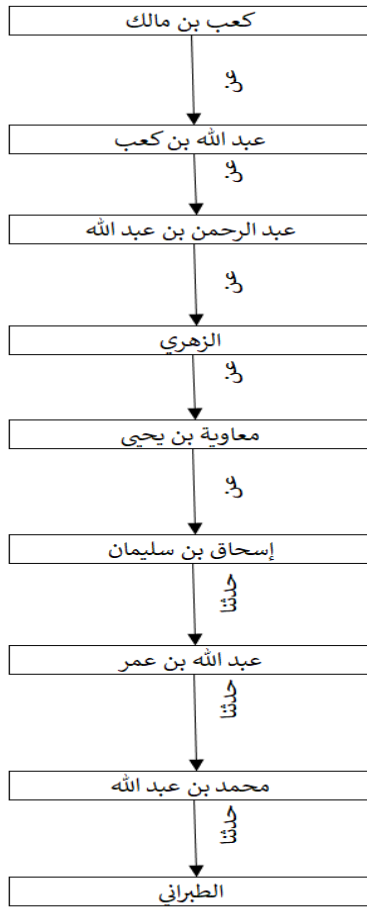 كعب بن مالك
عن
عبد الله بن كعب
عن
عبد الرحمن بن عبد الله
عن
الزهري
عن
معاوية بن يحيى
عن
إسحاق بن سليمان
حدثنا
عبد الله بن عمر
حدثنا
محمد بن عبد الله
حدثنا
الطبراني